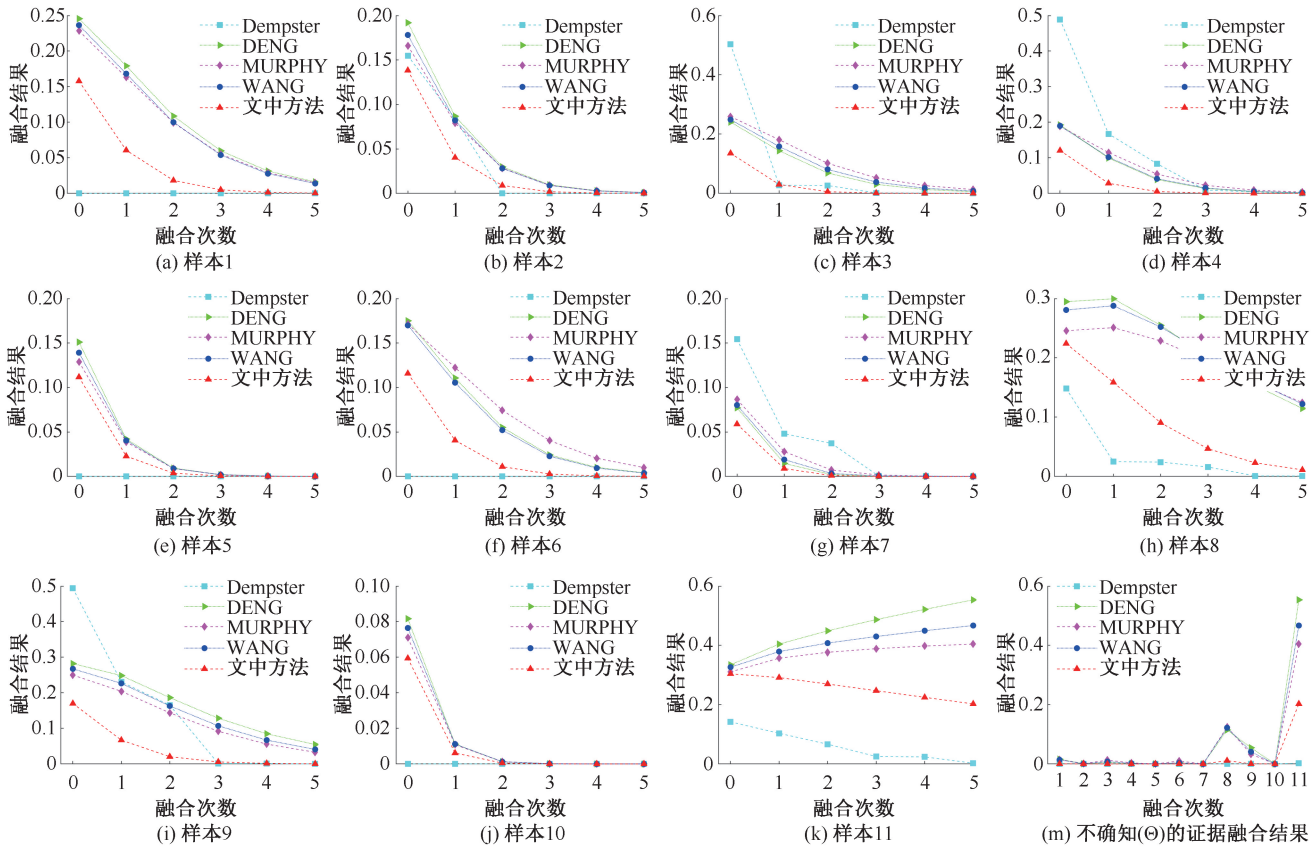 融合结果
0.25
0.20
0.15
0.10
0.05
0
0 1 2 3 4 5
Dempster
DENG
MURPHY
WANG
文中方法
融合次数
(a) 样本1
融合结果
0.20
0.15
0.10
0.05
0
0 1 2 3 4 5
Dempster
DENG
MURPHY
WANG
文中方法
融合次数
(b) 样本2
融合结果
0.6
0.4
0.2
0
0 1 2 3 4 5
Dempster
DENG
MURPHY
WANG
文中方法
融合次数
(c) 样本3
融合结果
0.5
0.4
0.3
0.2
0.1
0
0 1 2 3 4 5
Dempster
DENG
MURPHY
WANG
文中方法
融合次数
(d) 样本4
融合结果
0.20
0.15
0.10
0.05
0
0 1 2 3 4 5
Dempster
DENG
MURPHY
WANG
文中方法
融合次数
(e) 样本5
融合结果
0.20
0.15
0.10
0.05
0
0 1 2 3 4 5
Dempster
DENG
MURPHY
WANG
文中方法
融合次数
(f) 样本6
融合结果
0.20
0.15
0.10
0.05
0
0 1 2 3 4 5
Dempster
DENG
MURPHY
WANG
文中方法
融合次数
(g) 样本7
融合结果
0.3
0.2
0.1
0
0 1 2 3 4 5
Dempster
DENG
MURPHY
WANG
文中方法
融合次数
(h) 样本8
融合结果
0.5
0.4
0.3
0.2
0.1
0
0 1 2 3 4 5
Dempster
DENG
MURPHY
WANG
文中方法
融合次数
(i) 样本9
融合结果
0.10
0.08
0.06
0.04
0.02
0
0 1 2 3 4 5
Dempster
DENG
MURPHY
WANG
文中方法
融合次数
(j) 样本10
融合结果
0.6
0.4
0.2
0
0 1 2 3 4 5
Dempster
DENG
MURPHY
WANG
文中方法
融合次数
(k) 样本11
融合结果
0.6
0.4
0.2
0
1 2 3 4 5 6 7 8 9 10 11
Dempster
DENG
MURPHY
WANG
文中方法
融合次数
(m) 不确知(Θ)的证据融合结果